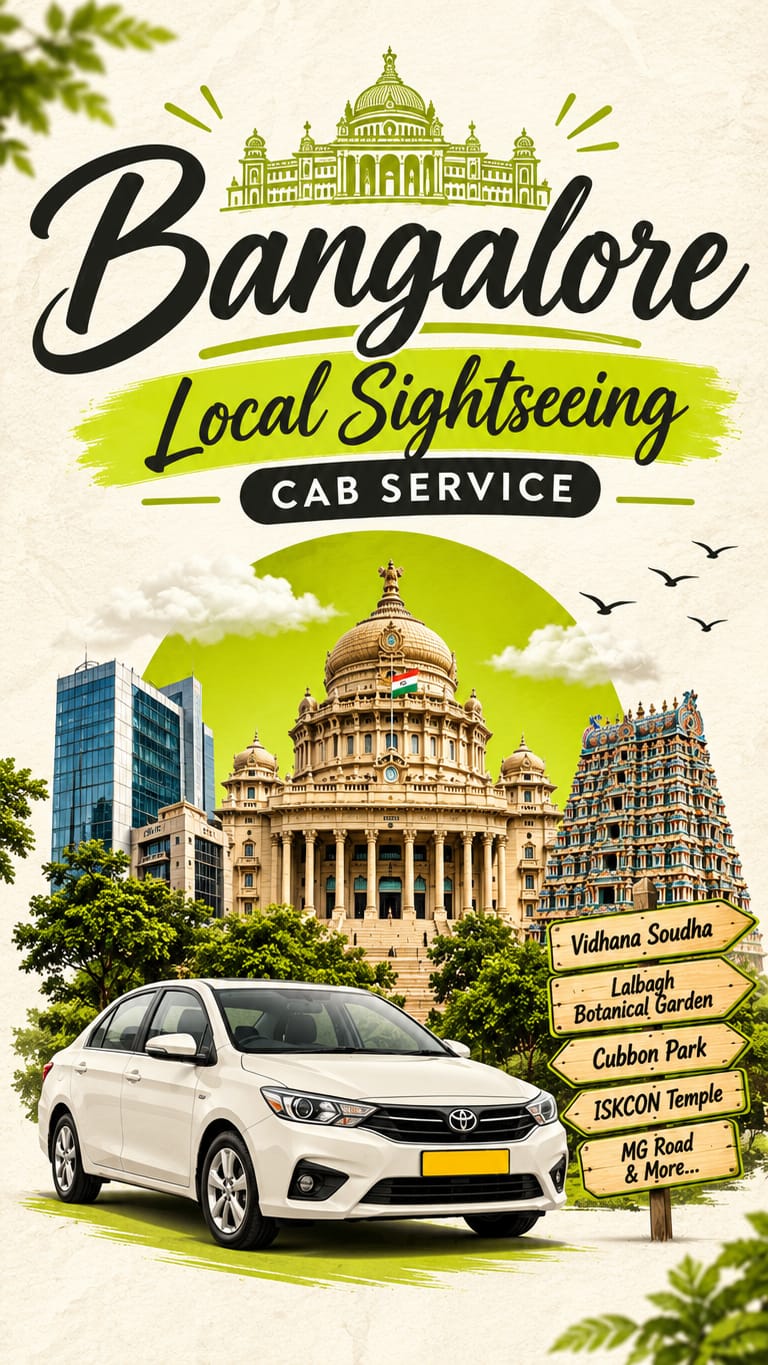 Bangalore
Local Sightseeing
CAB SERVICE
Vidhana Soudha
Lalbagh
Botanical Garden
Cubbon Park
ISKCON Temple
MG Road
& More...